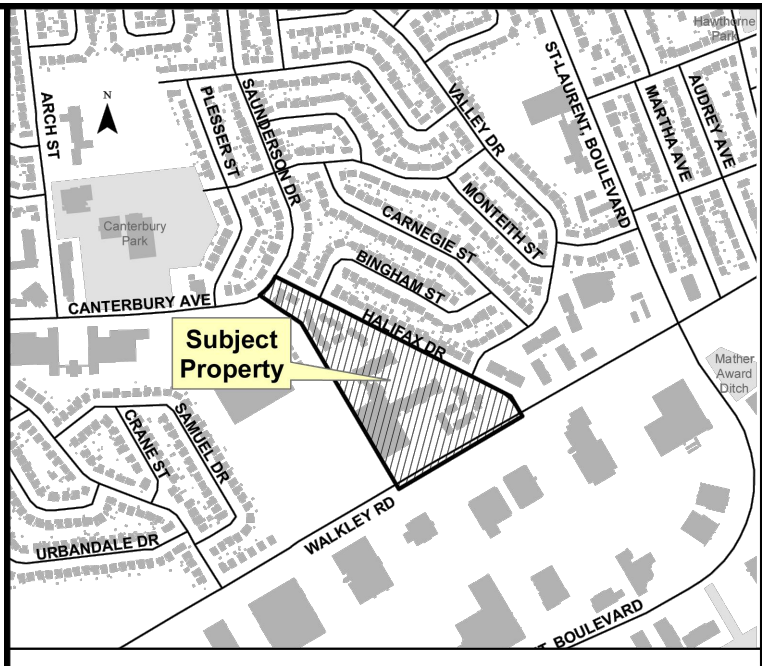 Hawthorne
Park
ST-LAURENT, BOULEVARD
ARCH ST
N
PLESSER ST
SAUNDERSON DR
VALLEY DR
MARTHA AVE
AUDREY AVE
MONTEITH ST
CARNEGIE ST
Canterbury
Park
BINGHAM ST
CANTERBURY AVE
HALIFAX DR
Subject
Property
Mather
Award
Ditch
CRANE ST
SAMUEL DR
WALKLEY RD
URBANDALE DR
T, BOULEVARD